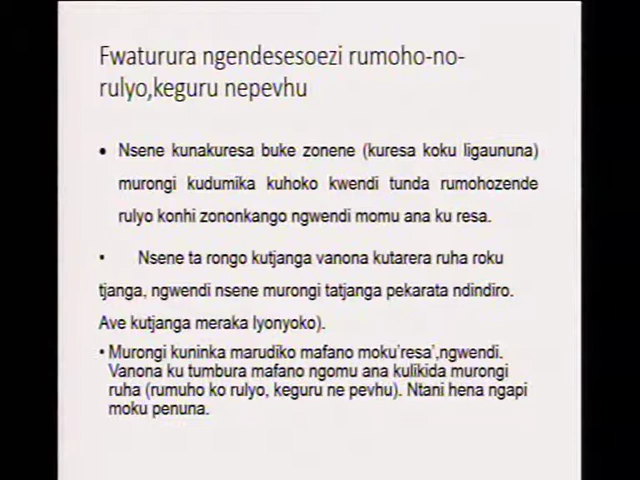 Fwaturura ngendesesoezi rumoho-no-
rulyo,keguru nepevhu
• Nsene kunakuresa buke zonene (kuresa koku ligaununa)
murongi kudumika kuhoko kwendi tunda rumohozende
rulyo konhi zononkango ngwendi momu ana ku resa.
• Nsene ta rongo kutjanga vanona kutarera ruha roku
tjanga, ngwendi nsene murongi tatjanga pekarata ndindiro.
Ave kutjanga meraka lyonyoko).
• Murongi kuninka marudiko mafano moku'resa',ngwendi.
Vanona ku tumbura mafano ngomu ana kulikida murongi
ruha (rumuho ko rulyo, keguru ne pevhu). Ntani hena ngapi
moku penuna.